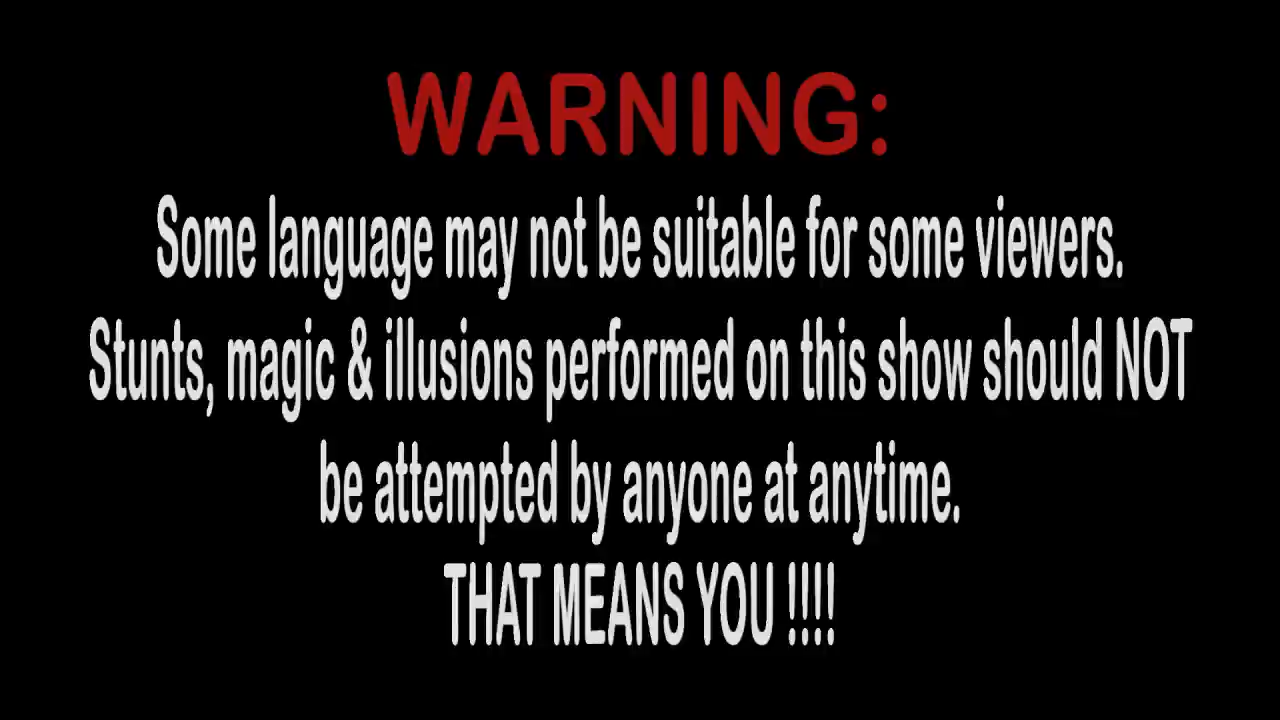 WARNING:
Some language may not be suitable for some viewers.
Stunts, magic & illusions performed on this show should NOT
be attempted by anyone at anytime.
THAT MEANS YOU !!!!